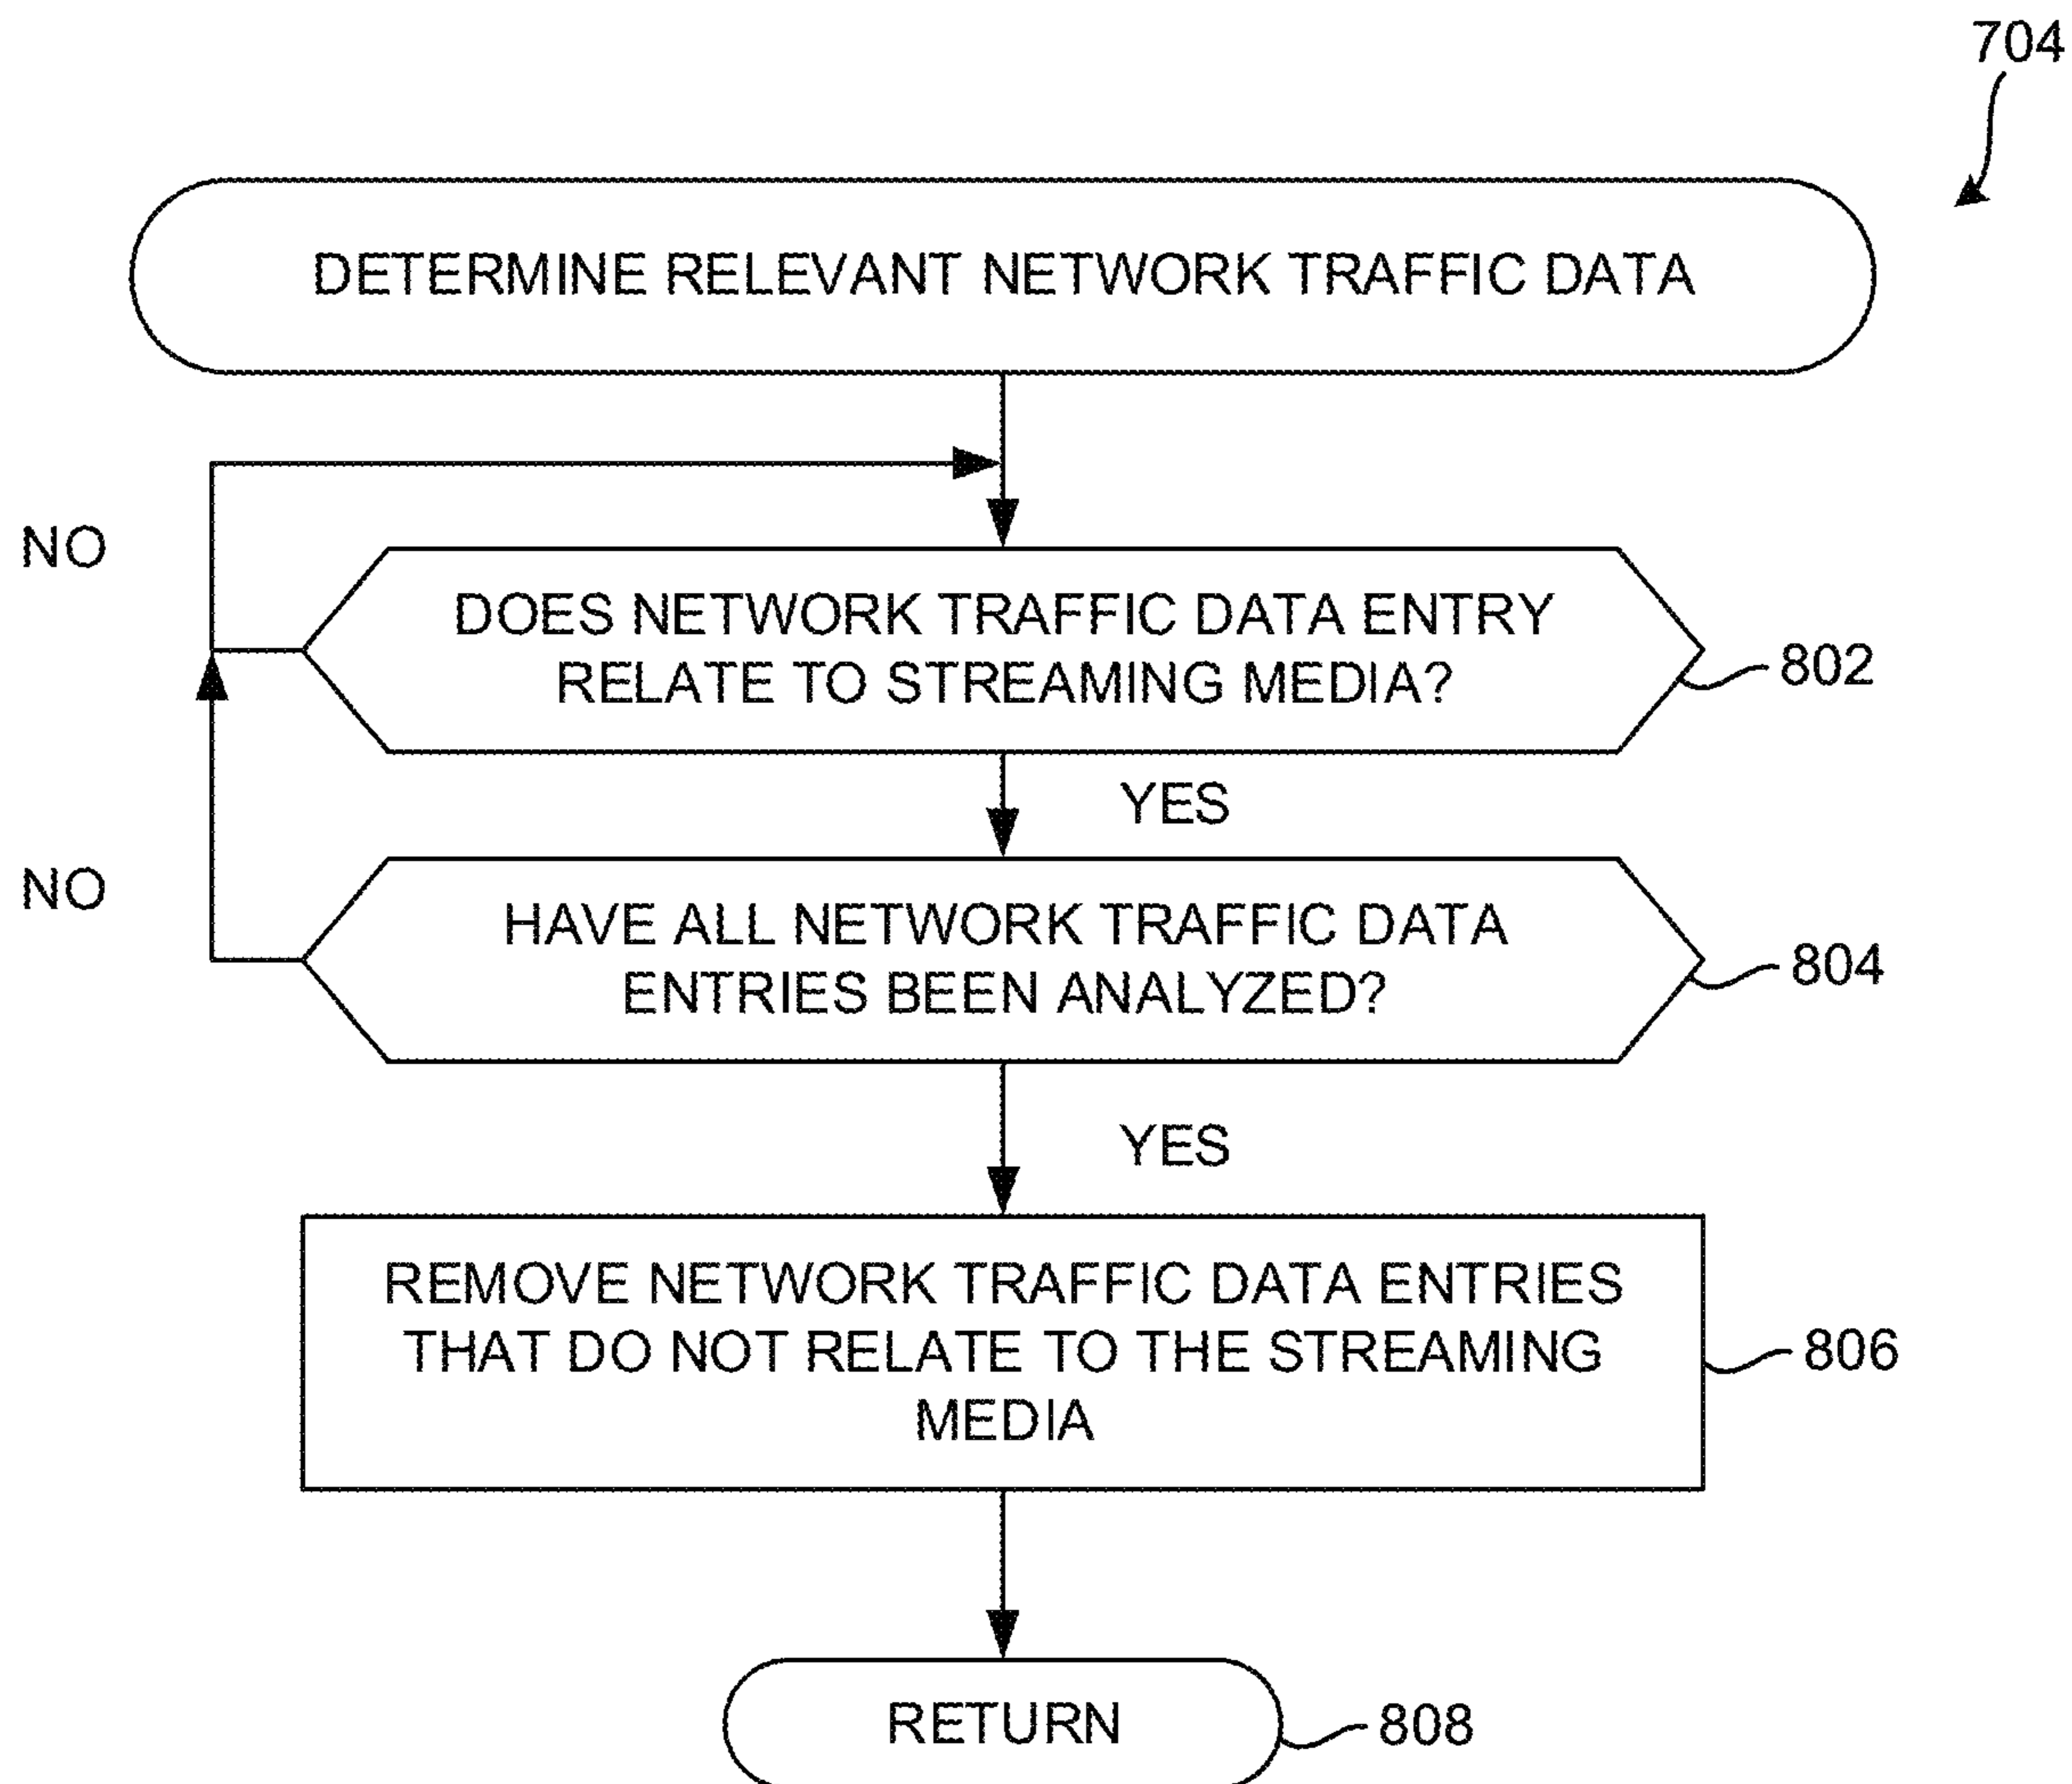 704
DETERMINE RELEVANT NETWORK TRAFFIC DATA
NO
DOES NETWORK TRAFFIC DATA ENTRY
RELATE TO STREAMING MEDIA?
802
YES
NO
HAVE ALL NETWORK TRAFFIC DATA
ENTRIES BEEN ANALYZED?
804
YES
REMOVE NETWORK TRAFFIC DATA ENTRIES
THAT DO NOT RELATE TO THE STREAMING
MEDIA
806
RETURN
808